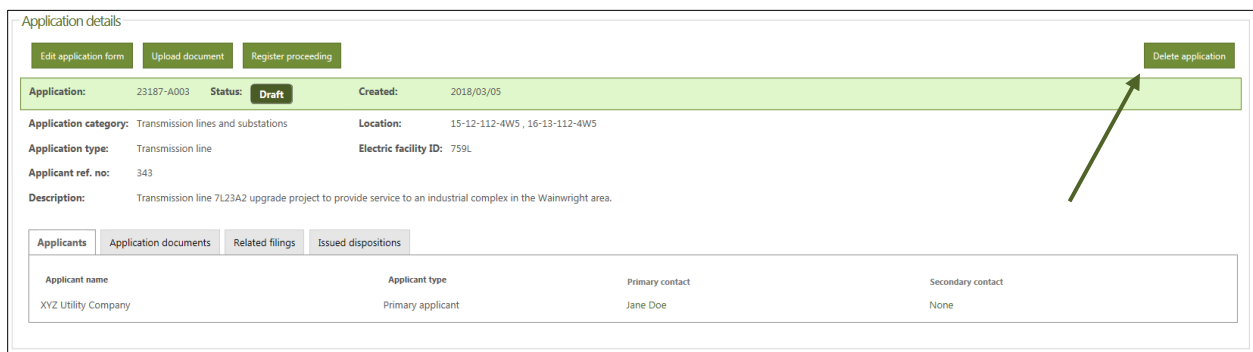 Application details
Edit application form Upload document Register proceeding Delete application
Application: 23187-A003 Status: Draft Created: 2018/03/05
Application category: Transmission lines and substations Location: 15-12-112-4W5 , 16-13-112-4W5
Application type: Transmission line Electric facility ID: 759L
Applicant ref. no: 343
Description: Transmission line 7L23A2 upgrade project to provide service to an industrial complex in the Wainwright area.
Applicants Application documents Related filings Issued dispositions
Applicant name Applicant type Primary contact Secondary contact
XYZ Utility Company Primary applicant Jane Doe None